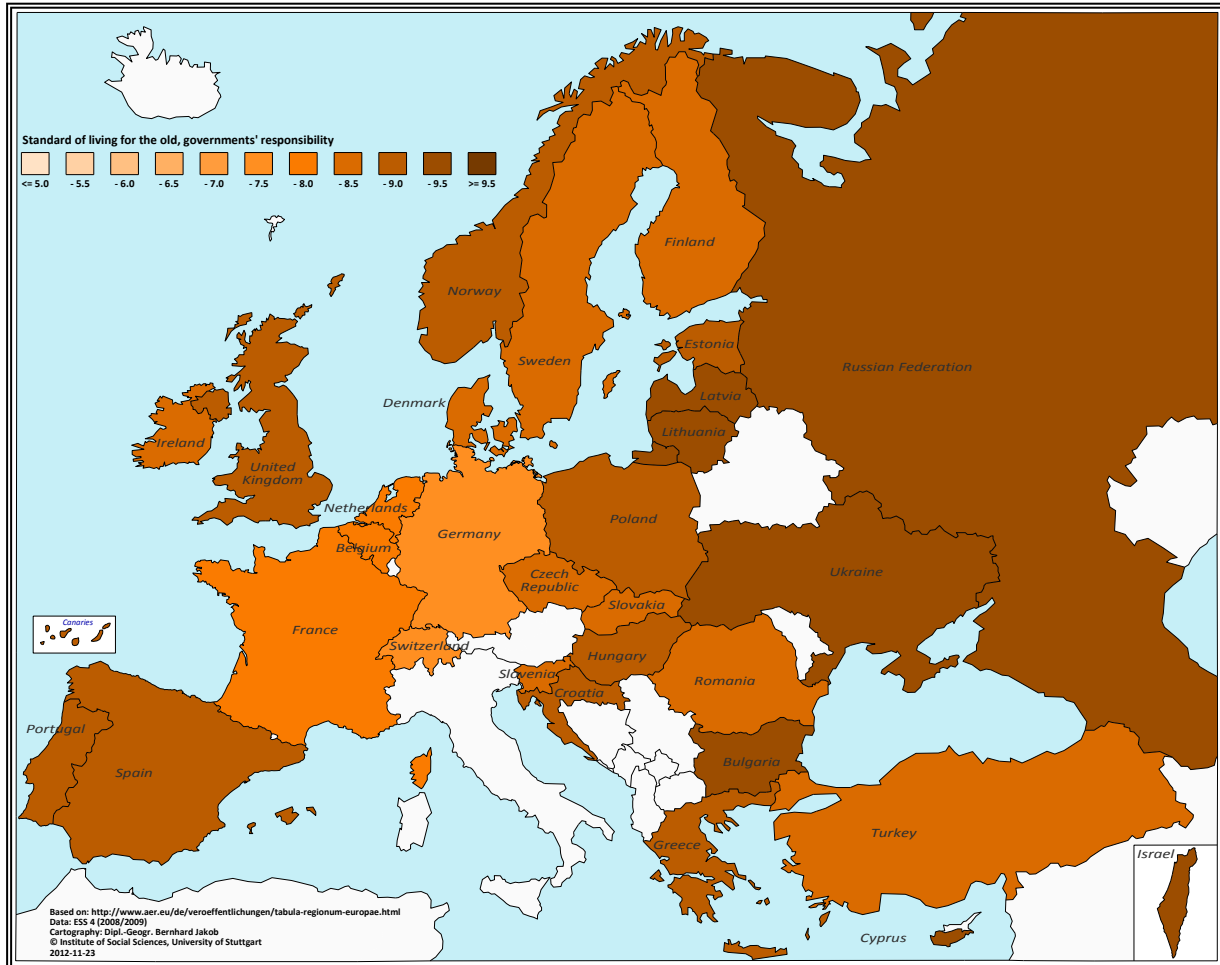 Standard of living for the old, governments' responsibility
<= 5.0 - 5.5 - 6.0 - 6.5 - 7.0 - 7.5 - 8.0 - 8.5 - 9.0 - 9.5 >= 9.5
Finland
Norway
Estonia
Sweden
Russian Federation
Latvia
Denmark
Lithuania
Ireland
United
Kingdom
Netherlands
Poland
Germany
Belgium
Ukraine
Czech
Republic
Slovakia
Canaries
France
Switzerland
Hungary
Slovenia
Romania
Croatia
Portugal
Bulgaria
Spain
Turkey
Greece
Israel
Cyprus
Based on: http://www.aer.eu/de/veroeffentlichungen/tabula-regionum-europae.html
Data: ESS 4 (2008/2009)
Cartography: Dipl.-Geogr. Bernhard Jakob
© Institute of Social Sciences, University of Stuttgart
2012-11-23